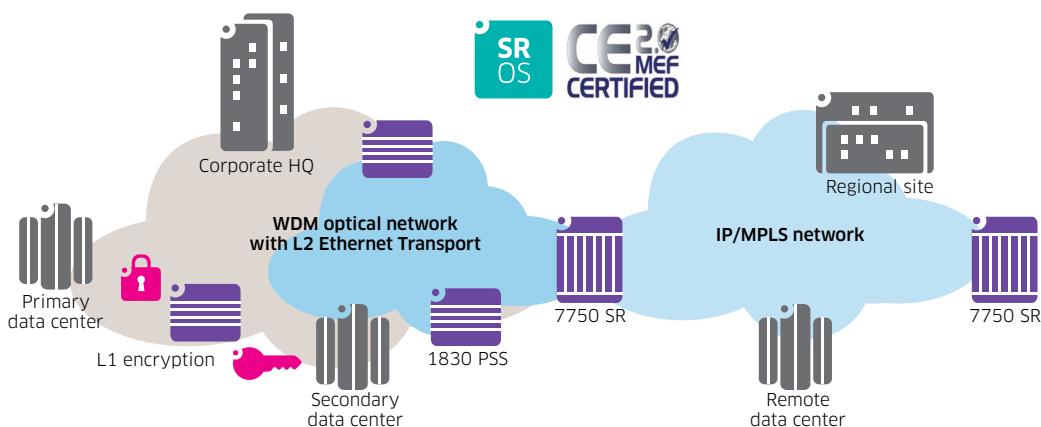 SR
OS
CE 2.0
MEF
CERTIFIED
Corporate HQ
Regional site
WDM optical network
with L2 Ethernet Transport
IP/MPLS network
Primary
data center
7750 SR
7750 SR
L1 encryption
1830 PSS
Secondary
data center
Remote
data center